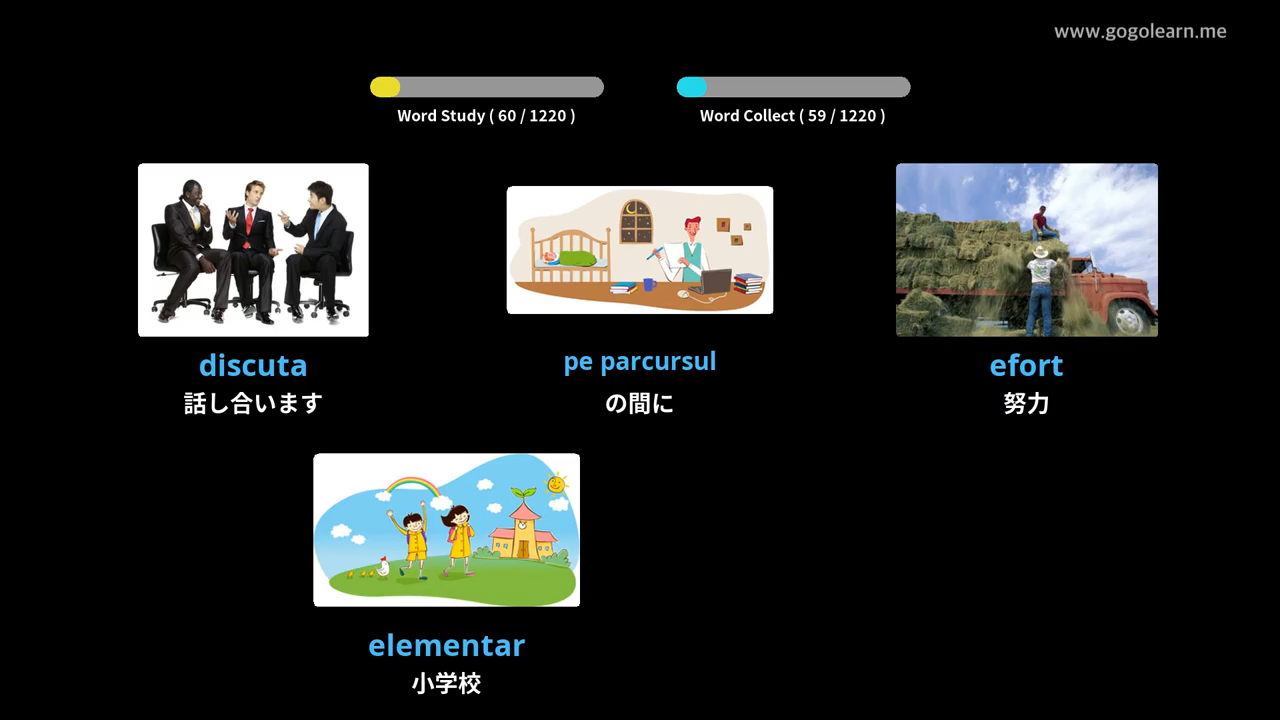 www.gogolearn.me
Word Study ( 60 / 1220 )
Word Collect ( 59 / 1220 )
discuta
話し合います
pe parcursul
の間に
efort
努力
elementar
小学校